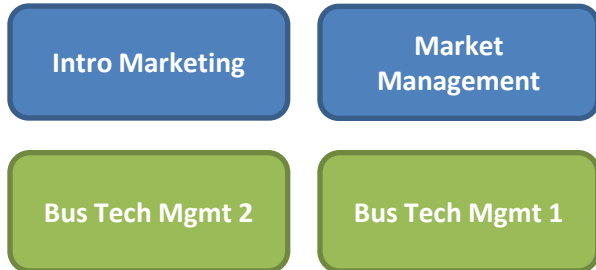 Intro Marketing
Market
Management
Bus Tech Mgmt 2
Bus Tech Mgmt 1